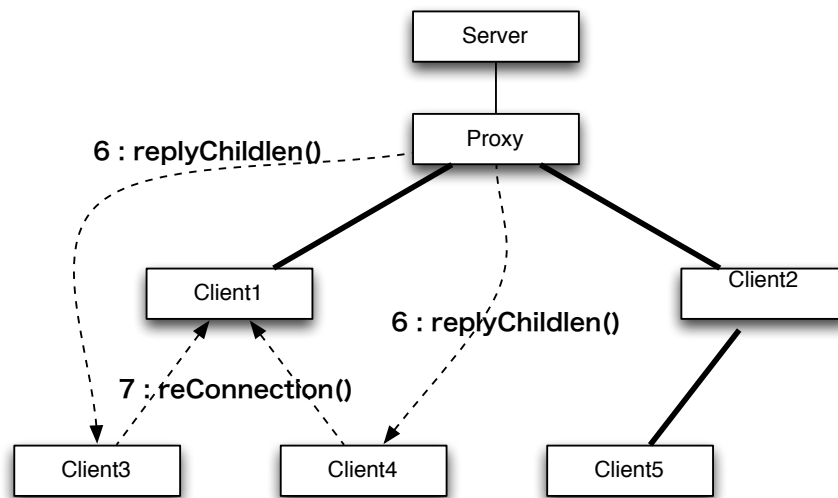 Server
Proxy
6 : replyChildlen()
Client1
Client2
6 : replyChildlen()
7 : reConnection()
Client3
Client4
Client5